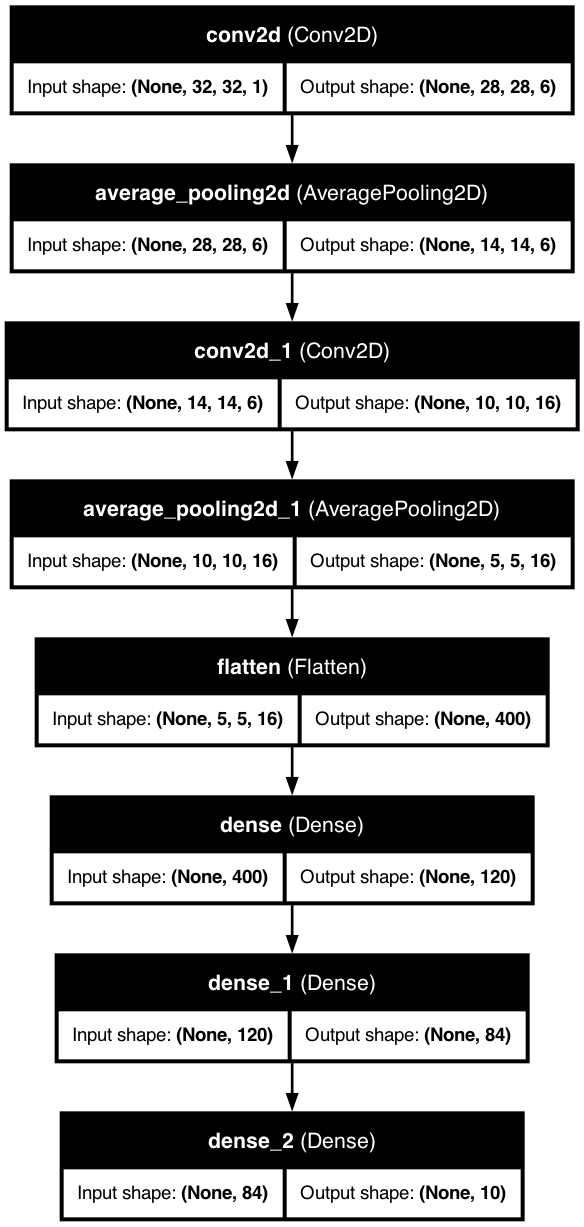 conv2d (Conv2D)
Input shape: (None, 32, 32, 1) Output shape: (None, 28, 28, 6)
average_pooling2d (AveragePooling2D)
Input shape: (None, 28, 28, 6) Output shape: (None, 14, 14, 6)
conv2d_1 (Conv2D)
Input shape: (None, 14, 14, 6) Output shape: (None, 10, 10, 16)
average_pooling2d_1 (AveragePooling2D)
Input shape: (None, 10, 10, 16) Output shape: (None, 5, 5, 16)
flatten (Flatten)
Input shape: (None, 5, 5, 16) Output shape: (None, 400)
dense (Dense)
Input shape: (None, 400) Output shape: (None, 120)
dense_1 (Dense)
Input shape: (None, 120) Output shape: (None, 84)
dense_2 (Dense)
Input shape: (None, 84) Output shape: (None, 10)